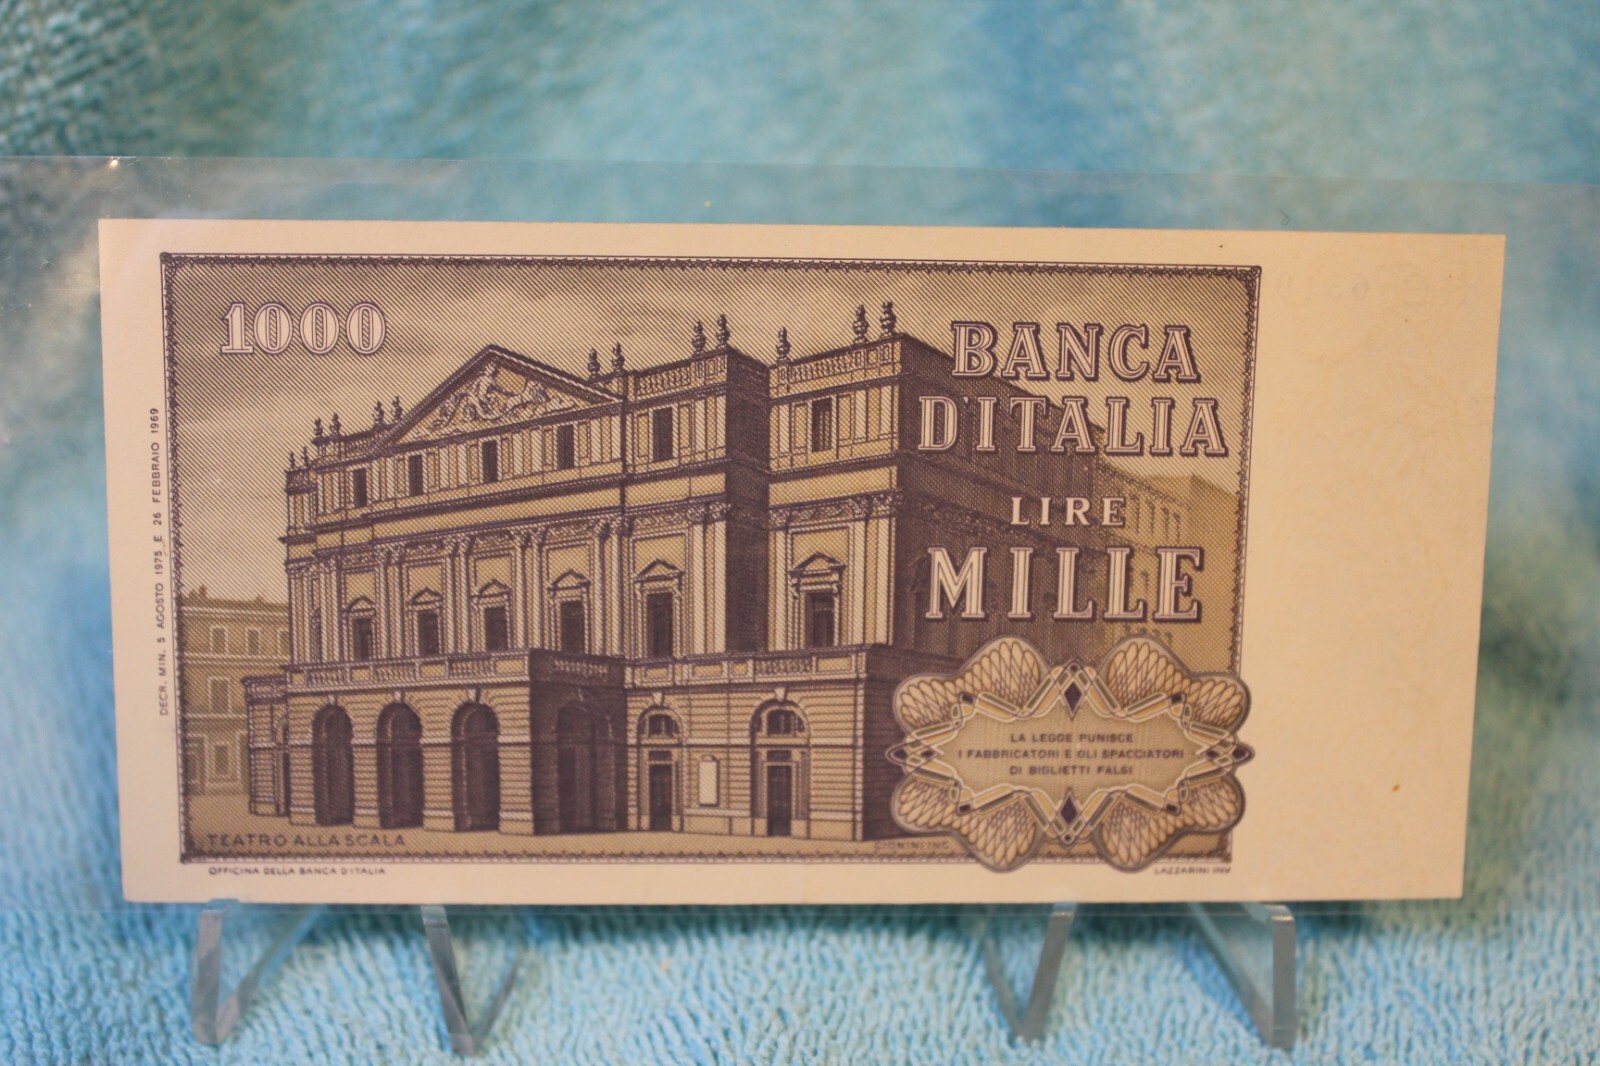 1000
BANCA
D'ITALIA
LIRE
MILLE
DECR. MIN. 5 AGOSTO 1975 E 26 FEBBRAIO 1969
LA LEGGE PUNISCE
I FABBRICATORI E GLI SPACCIATORI
DI BIGLIETTI FALSI
TEATRO ALLA SCALA
OFFICINA DELLA BANCA D'ITALIA
LAZZARINI INV.